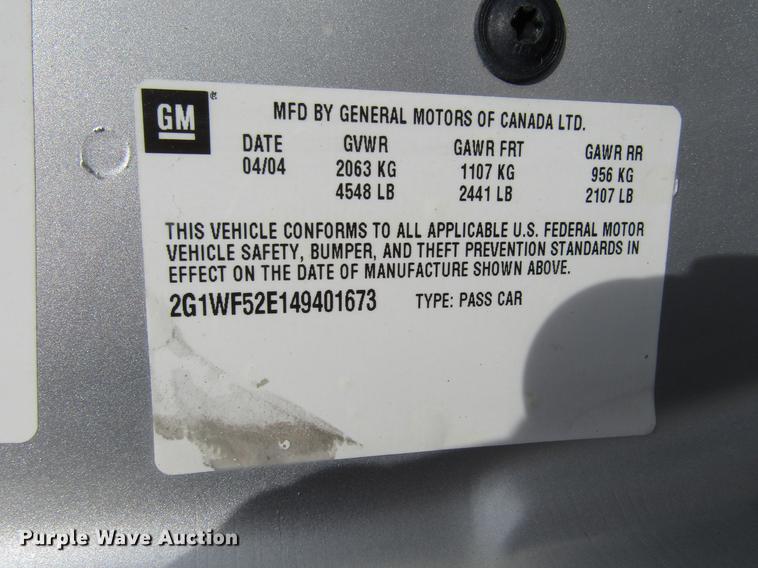 GM®
MFD BY GENERAL MOTORS OF CANADA LTD.
DATE GVWR GAWR FRT GAWR RR
04/04 2063 KG 1107 KG 956 KG
4548 LB 2441 LB 2107 LB
THIS VEHICLE CONFORMS TO ALL APPLICABLE U.S. FEDERAL MOTOR
VEHICLE SAFETY, BUMPER, AND THEFT PREVENTION STANDARDS IN
EFFECT ON THE DATE OF MANUFACTURE SHOWN ABOVE.
2G1WF52E149401673 TYPE: PASS CAR
Purple Wave Auction